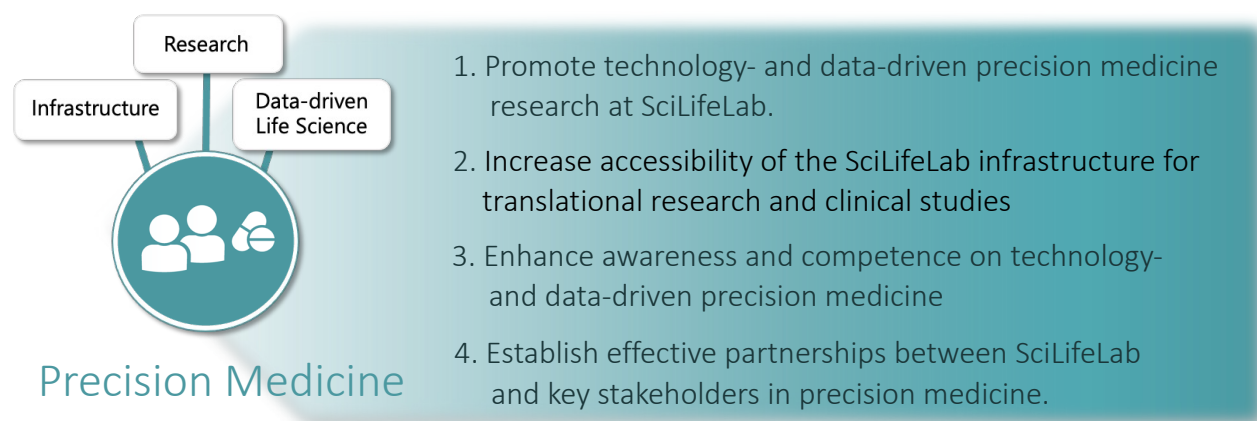 Research
Infrastructure
Data-driven
Life Science
Precision Medicine
1. Promote technology- and data-driven precision medicine
research at SciLifeLab.
2. Increase accessibility of the SciLifeLab infrastructure for
translational research and clinical studies
3. Enhance awareness and competence on technology-
and data-driven precision medicine
4. Establish effective partnerships between SciLifeLab
and key stakeholders in precision medicine.